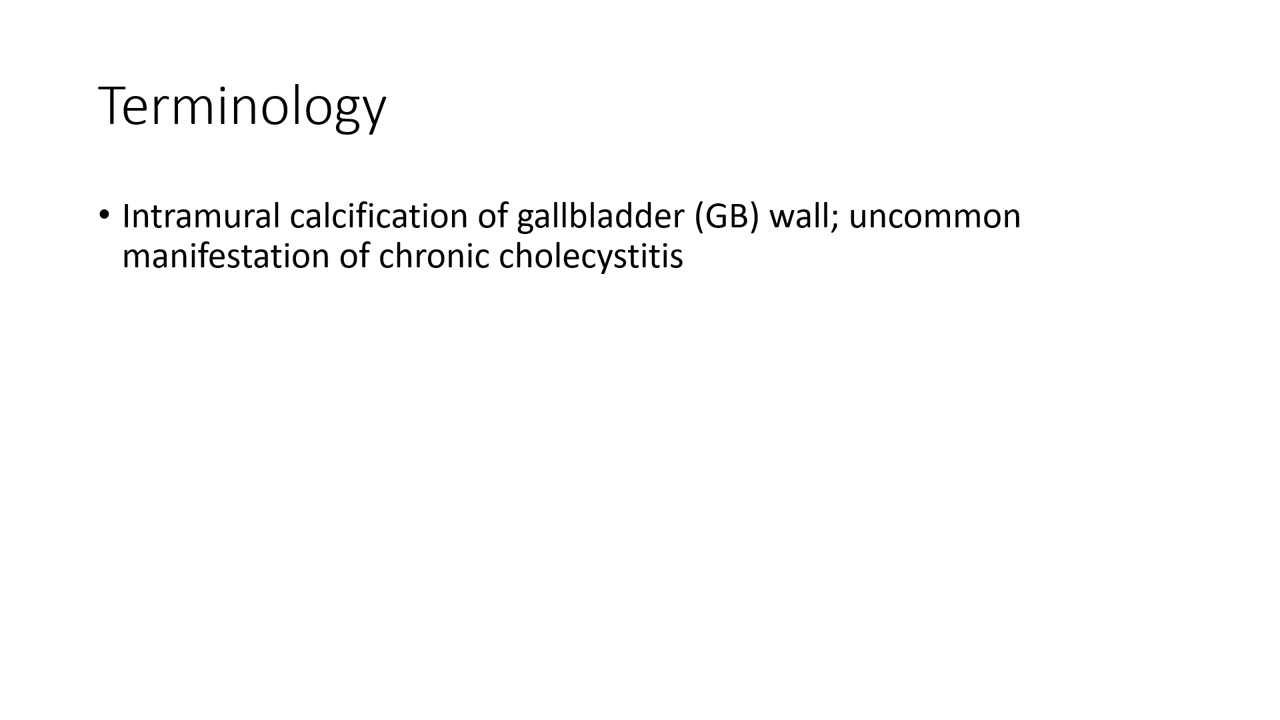 Terminology
• Intramural calcification of gallbladder (GB) wall; uncommon
manifestation of chronic cholecystitis